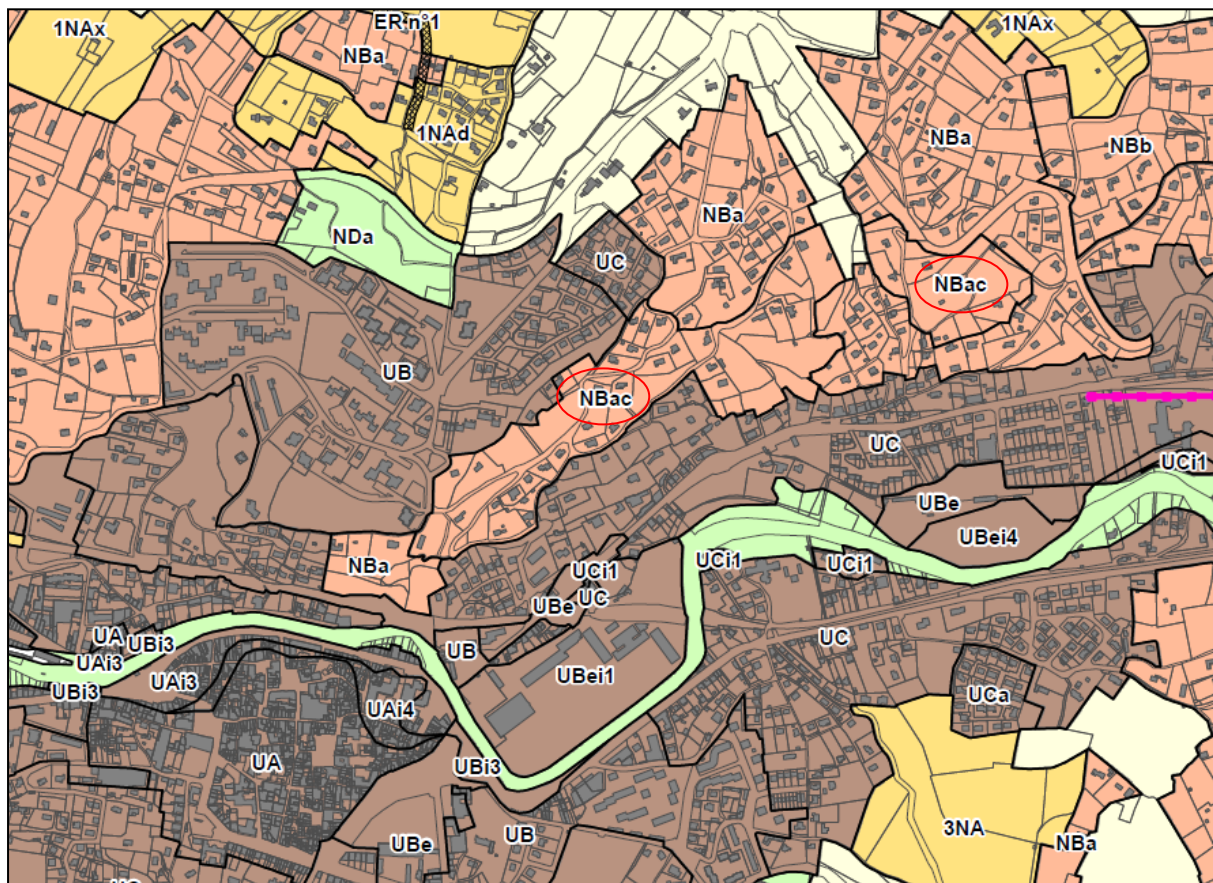 1NAx
ER n°1
NBa
1NAx
1NAd
NBa
NBb
NBa
NDa
UC
NBac
UB
NBac
UC
UCi1
UBe
UBei4
NBa
UCi1
UCi1
UCi1
UBe
UC
UA
UBi3
UB
UC
UAi3
UBi3
UAi3
UBei1
UCa
UAi4
UA
UBi3
UBe
UB
3NA
NBa